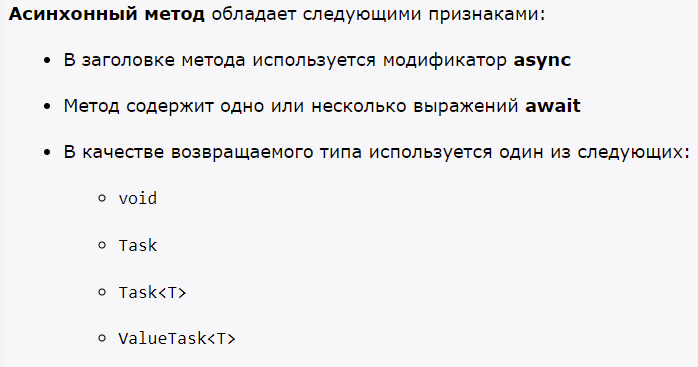 Асинхонный метод обладает следующими признаками:
В заголовке метода используется модификатор async
Метод содержит одно или несколько выражений await
В качестве возвращаемого типа используется один из следующих:
void
Task
Task<T>
ValueTask<T>